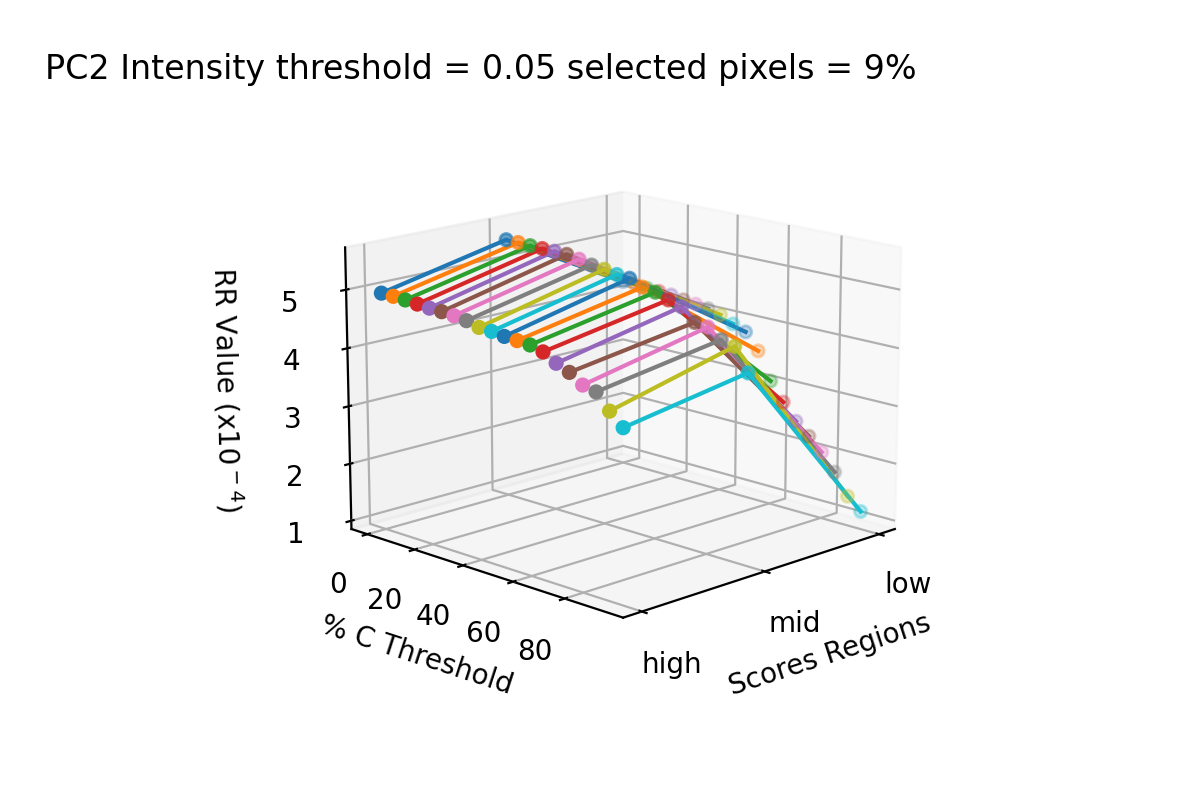 PC2 Intensity threshold = 0.05 selected pixels = 9%
RR Value (x10⁻⁴)
5
4
3
2
1
0
20
40
60
80
% C Threshold
high
mid
low
Scores Regions